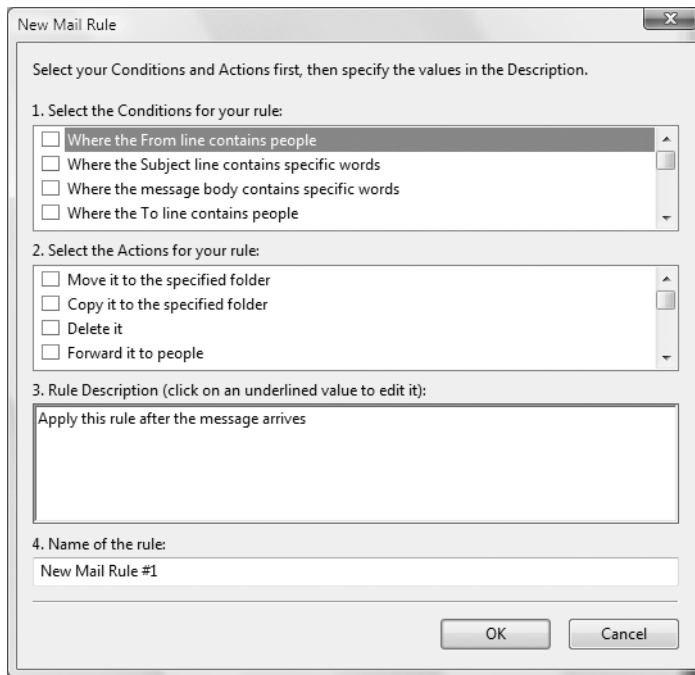 New Mail Rule
Select your Conditions and Actions first, then specify the values in the Description.
1. Select the Conditions for your rule:
Where the From line contains people
Where the Subject line contains specific words
Where the message body contains specific words
Where the To line contains people
2. Select the Actions for your rule:
Move it to the specified folder
Copy it to the specified folder
Delete it
Forward it to people
3. Rule Description (click on an underlined value to edit it):
Apply this rule after the message arrives
4. Name of the rule:
New Mail Rule #1
OK Cancel